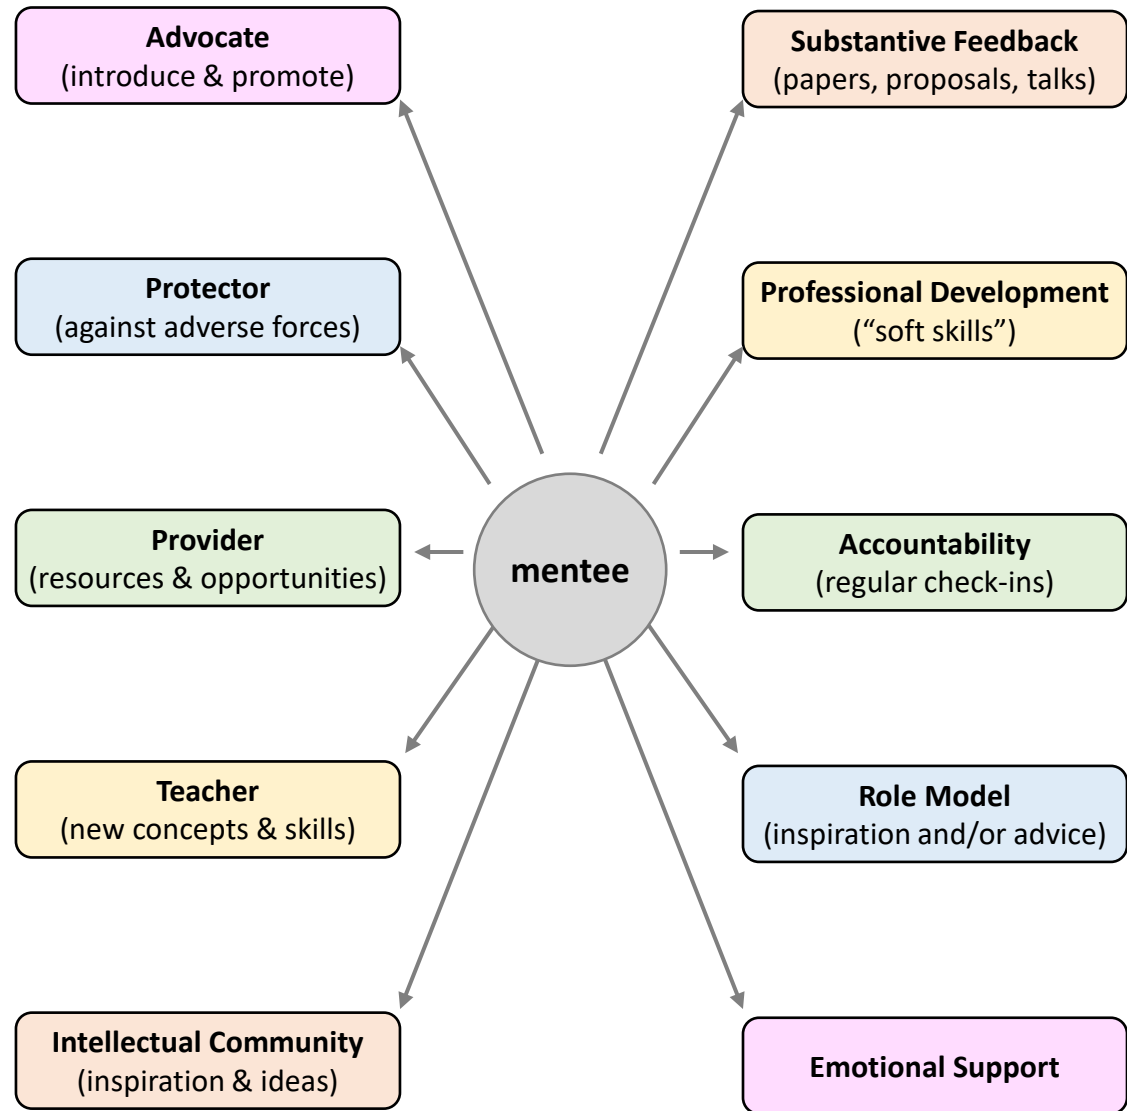 Advocate
(introduce & promote)
Substantive Feedback
(papers, proposals, talks)
Protector
(against adverse forces)
Professional Development
(“soft skills”)
Provider
(resources & opportunities)
mentee
Accountability
(regular check-ins)
Teacher
(new concepts & skills)
Role Model
(inspiration and/or advice)
Intellectual Community
(inspiration & ideas)
Emotional Support